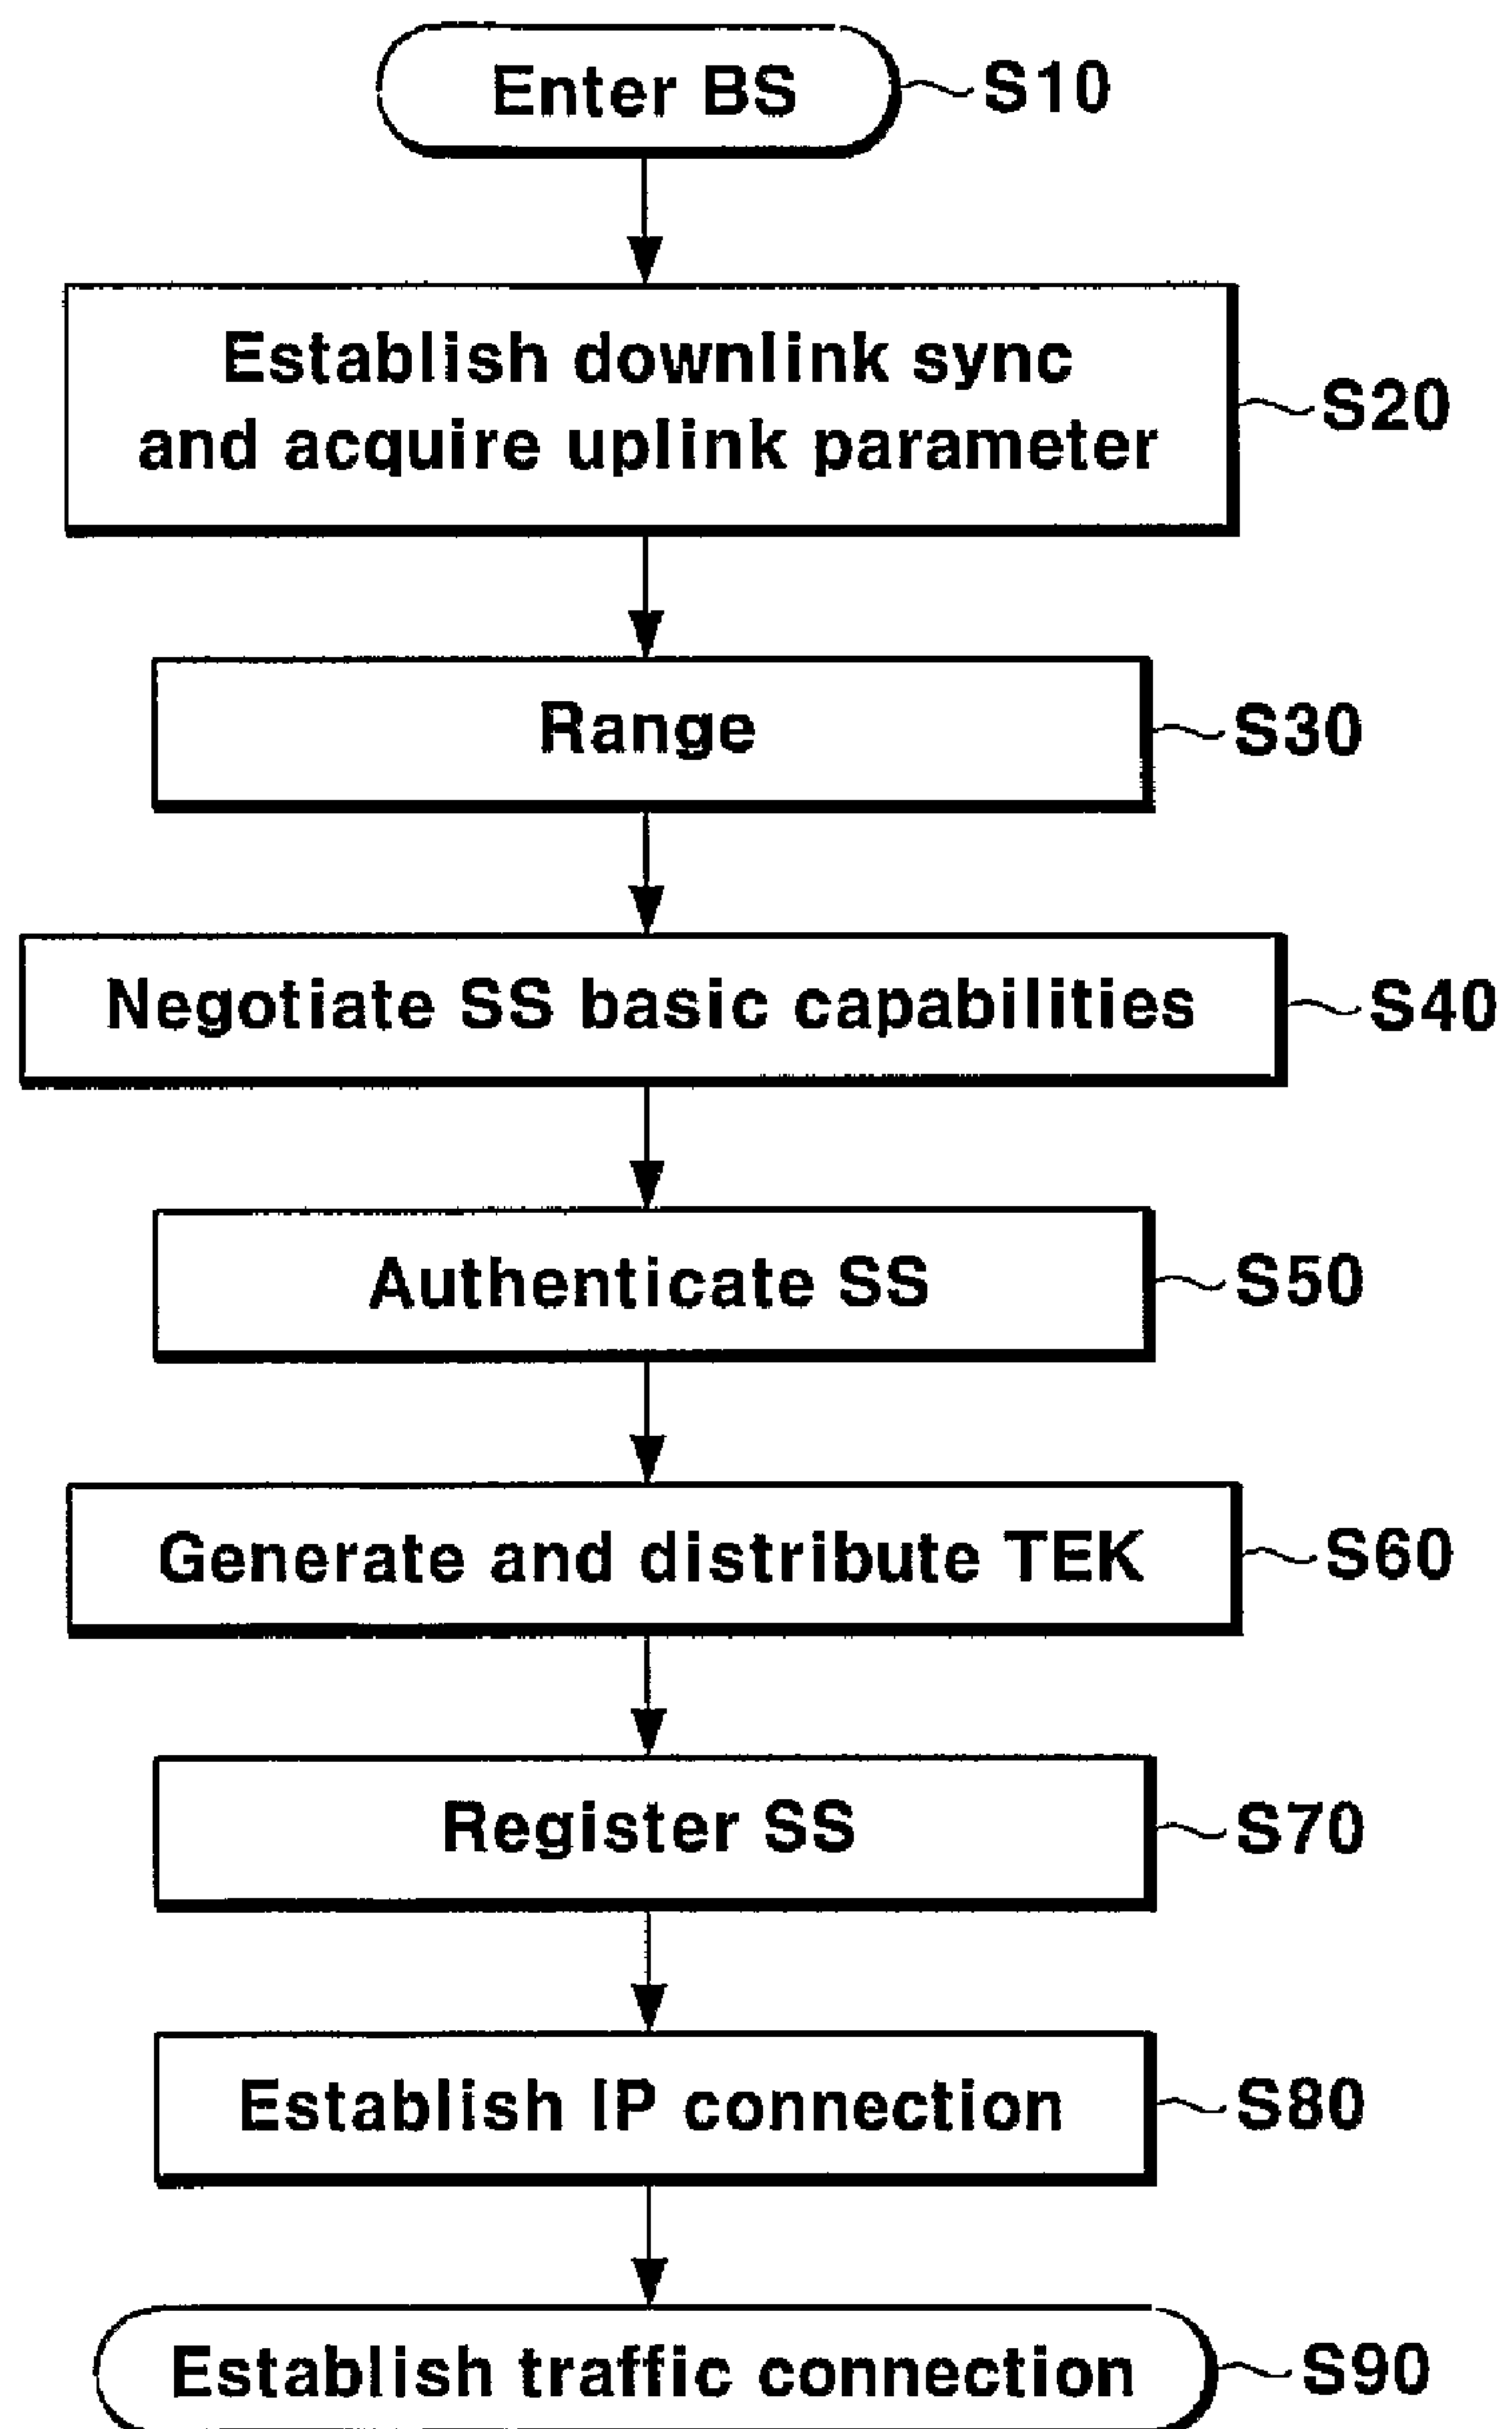 Enter BS
S10
Establish downlink sync
and acquire uplink parameter
S20
Range
S30
Negotiate SS basic capabilities
S40
Authenticate SS
S50
Generate and distribute TEK
S60
Register SS
S70
Establish IP connection
S80
Establish traffic connection
S90